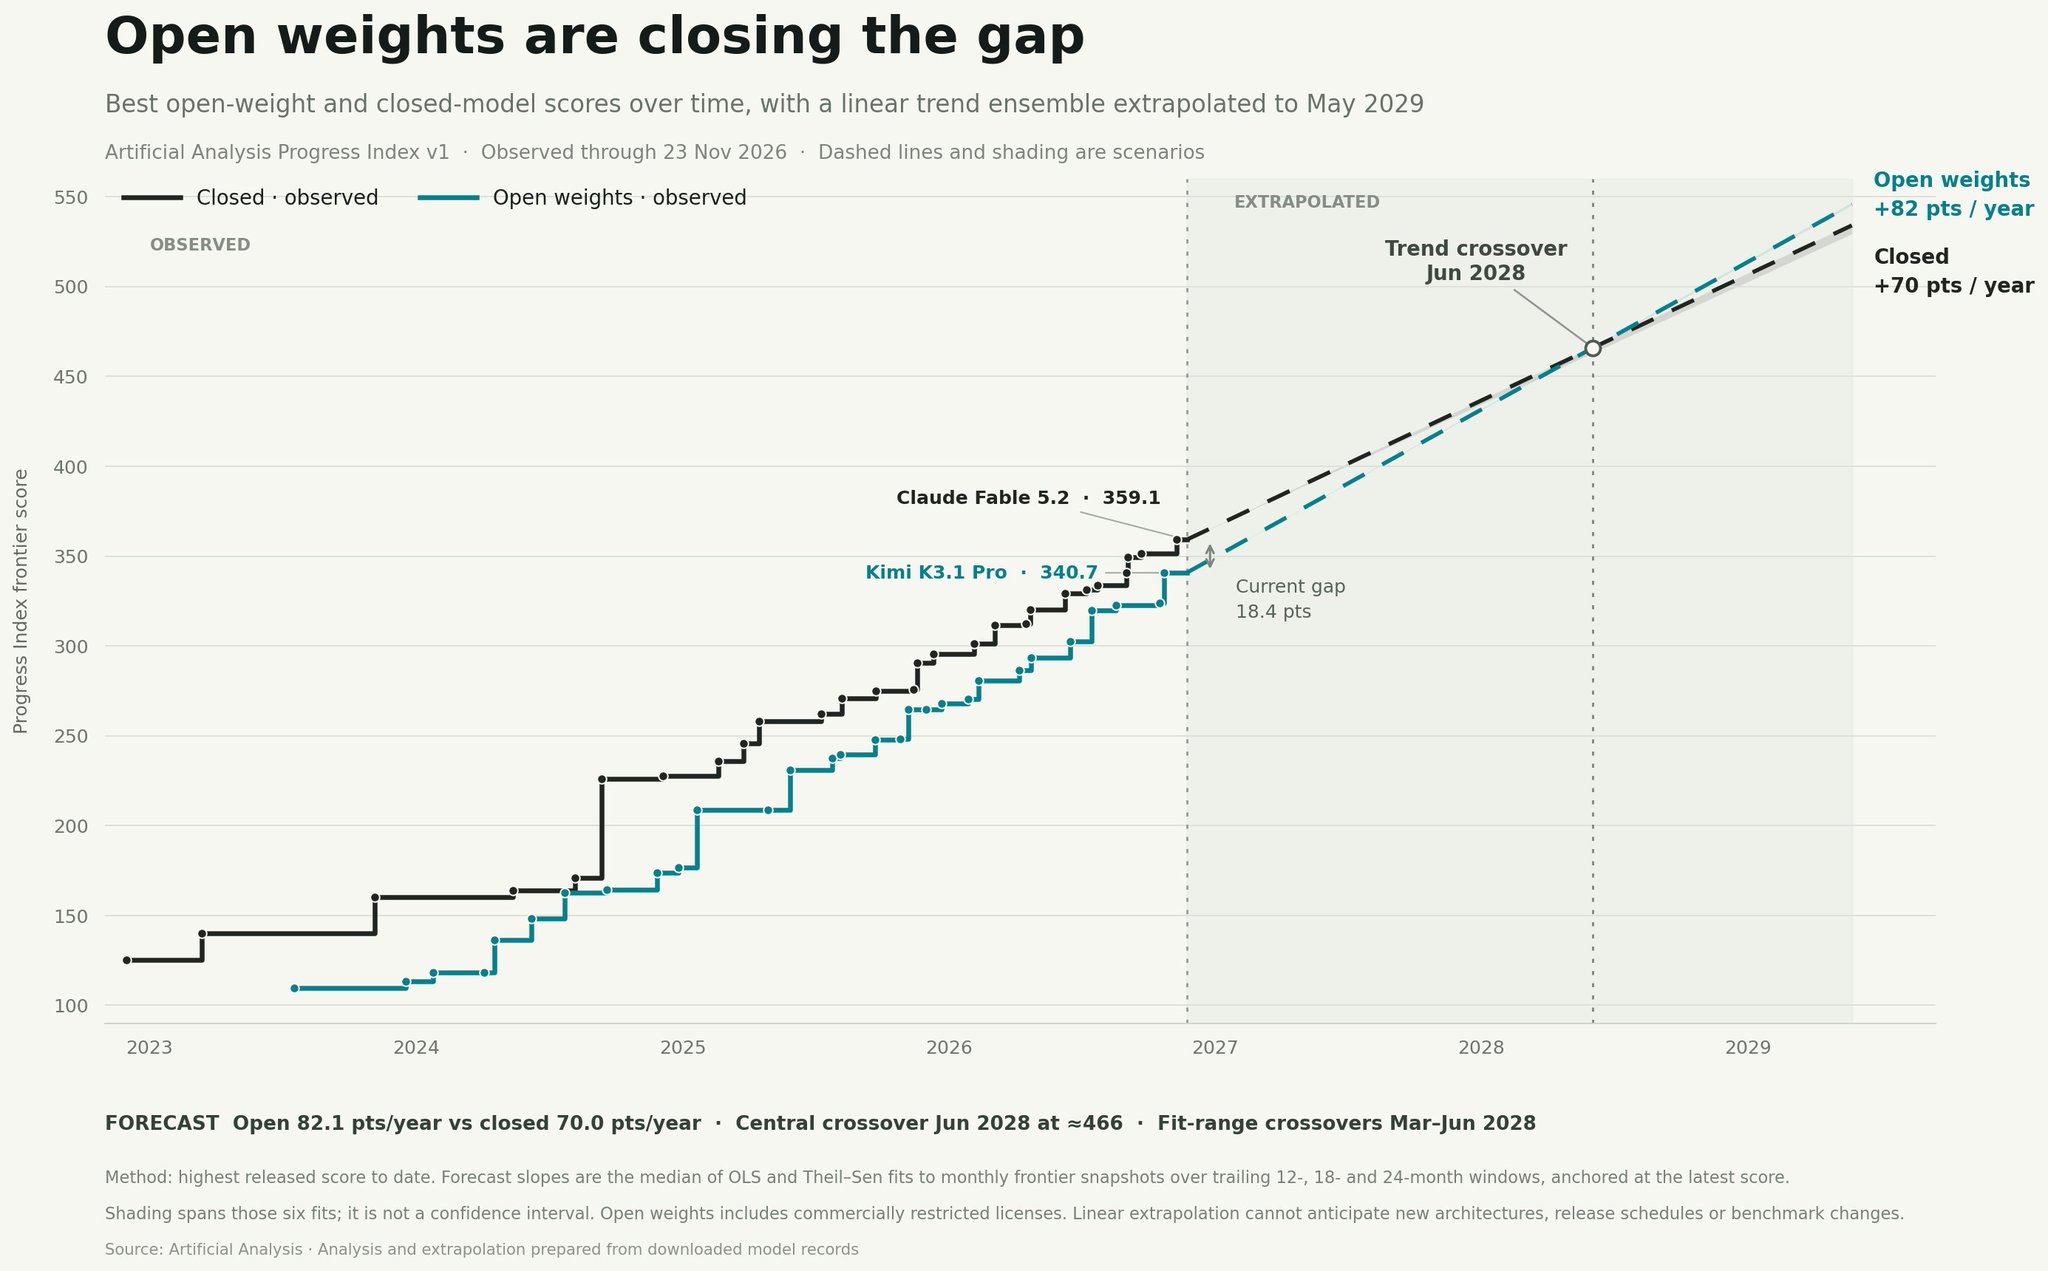 Open weights are closing the gap
Best open-weight and closed-model scores over time, with a linear trend ensemble extrapolated to May 2029
Artificial Analysis Progress Index v1 · Observed through 23 Nov 2026 · Dashed lines and shading are scenarios
Closed · observed
Open weights · observed
OBSERVED
EXTRAPOLATED
Open weights
+82 pts / year
Closed
+70 pts / year
Trend crossover
Jun 2028
Claude Fable 5.2 · 359.1
Kimi K3.1 Pro · 340.7
Current gap
18.4 pts
Progress Index frontier score
550
500
450
400
350
300
250
200
150
100
2023
2024
2025
2026
2027
2028
2029
FORECAST Open 82.1 pts/year vs closed 70.0 pts/year · Central crossover Jun 2028 at ≈466 · Fit-range crossovers Mar–Jun 2028
Method: highest released score to date. Forecast slopes are the median of OLS and Theil–Sen fits to monthly frontier snapshots over trailing 12-, 18- and 24-month windows, anchored at the latest score.
Shading spans those six fits; it is not a confidence interval. Open weights includes commercially restricted licenses. Linear extrapolation cannot anticipate new architectures, release schedules or benchmark changes.
Source: Artificial Analysis · Analysis and extrapolation prepared from downloaded model records